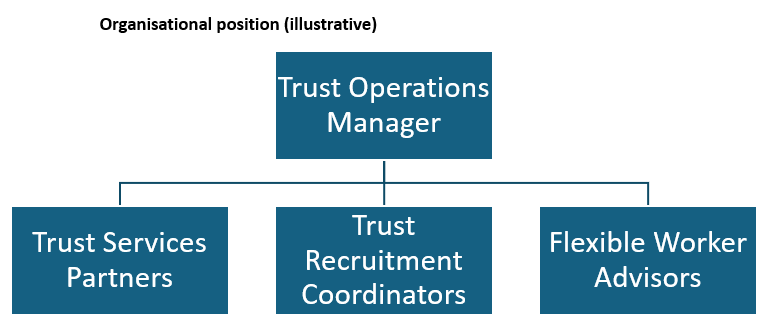 Organisational position (illustrative)
Trust Operations
Manager
Trust Services
Partners
Trust
Recruitment
Coordinators
Flexible Worker
Advisors